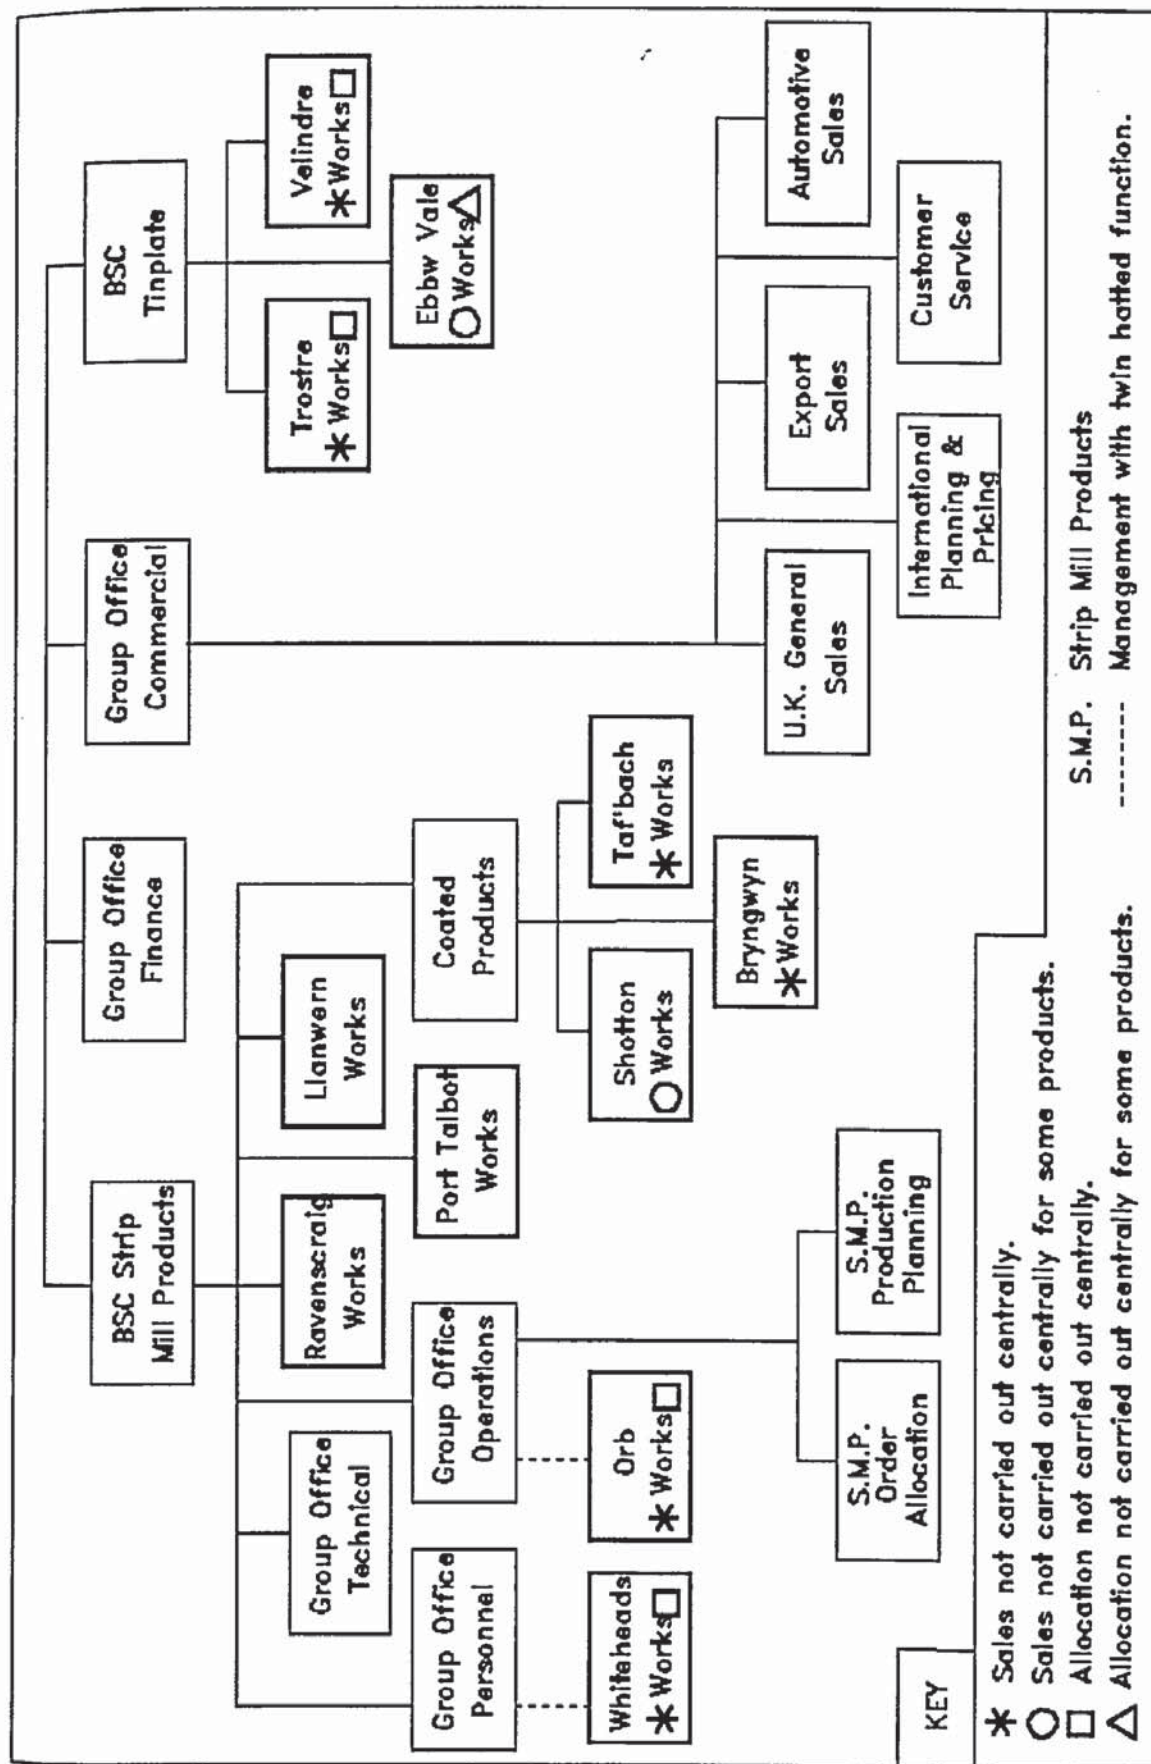 BSC Strip
Mill Products
Group Office
Finance
Group Office
Commercial
BSC
Tinplate
Group Office
Technical
Ravenscraig
Works
Llanwern
Works
Trostre
* Works □
Velindre
* Works □
Group Office
Personnel
Group Office
Operations
Port Talbot
Works
Coated
Products
Ebbw Vale
○ Works △
Whiteheads
* Works □
Orb
* Works □
Shotton
○ Works
Taf'bach
* Works
Bryngwyn
* Works
U.K. General
Sales
Export
Sales
Automotive
Sales
S.M.P.
Order
Allocation
S.M.P.
Production
Planning
International
Planning &
Pricing
Customer
Service
KEY
* Sales not carried out centrally.
○ Sales not carried out centrally for some products.
□ Allocation not carried out centrally.
△ Allocation not carried out centrally for some products.
S.M.P. Strip Mill Products
-------- Management with twin hatted function.